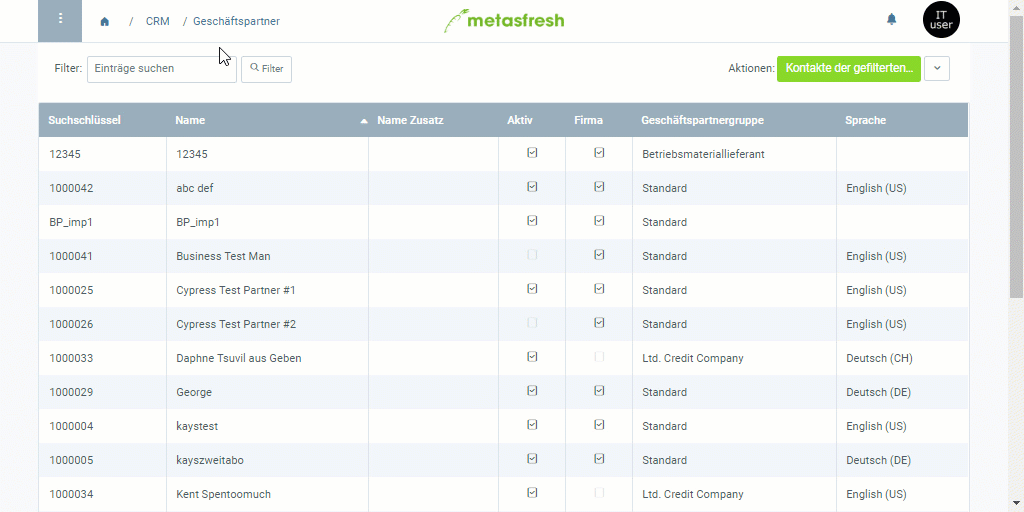 / CRM / Geschäftspartner
metasfresh
IT
user
Filter: Einträge suchen Filter Aktionen: Kontakte der gefilterten...
Suchschlüssel Name Name Zusatz Aktiv Firma Geschäftspartnergruppe Sprache
12345 12345 Betriebsmateriallieferant
1000042 abc def Standard English (US)
BP_imp1 BP_imp1 Standard
1000041 Business Test Man Standard English (US)
1000025 Cypress Test Partner #1 Standard English (US)
1000026 Cypress Test Partner #2 Standard English (US)
1000033 Daphne Tsuvil aus Geben Ltd. Credit Company Deutsch (CH)
1000029 George Standard Deutsch (DE)
1000004 kaystest Standard English (US)
1000005 kayszweitabo Standard Deutsch (DE)
1000034 Kent Spentoomuch Ltd. Credit Company English (US)